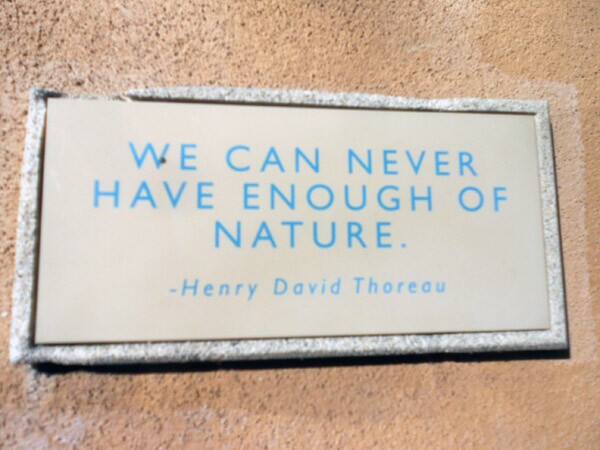 WE CAN NEVER
HAVE ENOUGH OF
NATURE.
-Henry David Thoreau